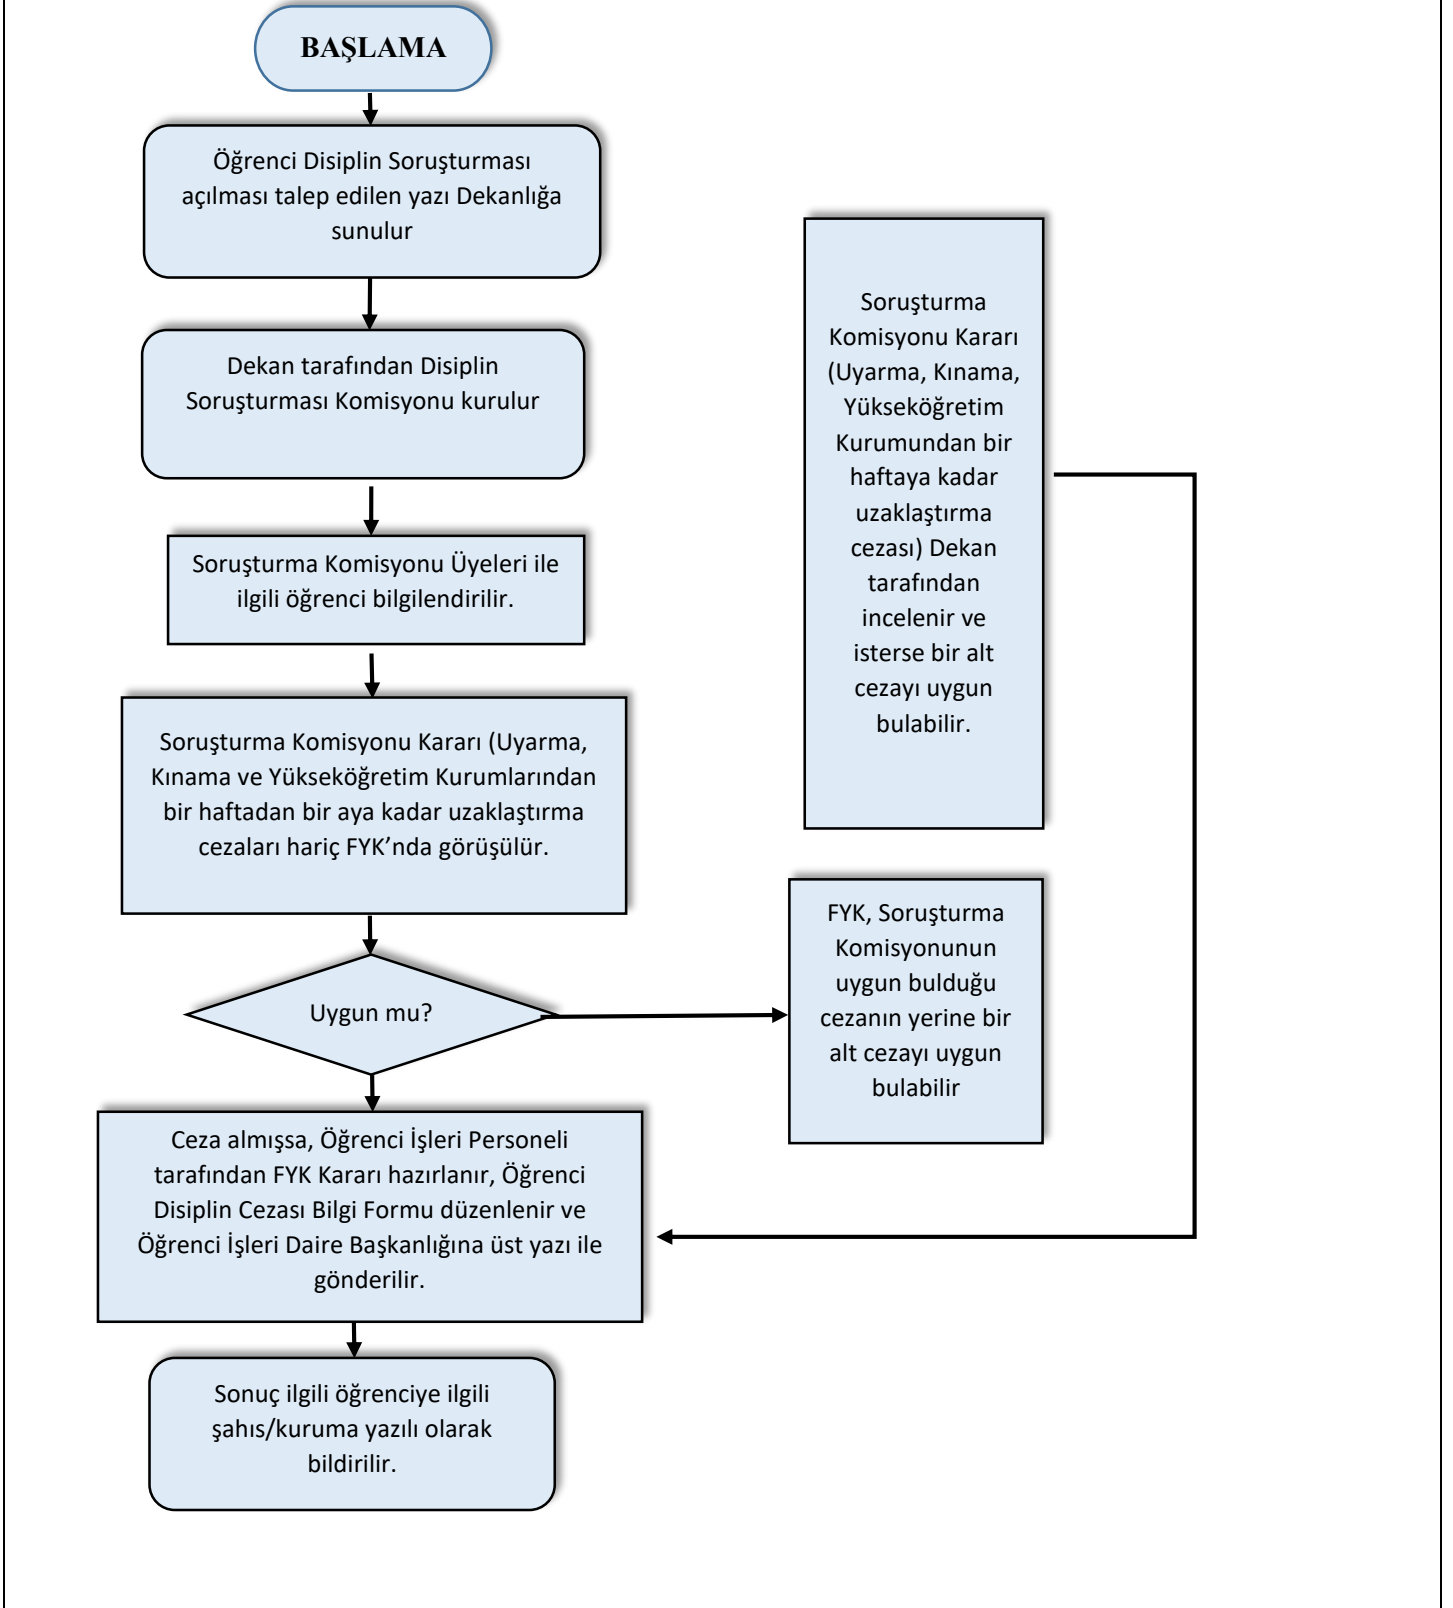 BAŞLAMA
Öğrenci Disiplin Soruşturması
açılması talep edilen yazı Dekanlığa
sunulur
Dekan tarafından Disiplin
Soruşturması Komisyonu kurulur
Soruşturma Komisyonu Üyeleri ile
ilgili öğrenci bilgilendirilir.
Soruşturma Komisyonu Kararı (Uyarma,
Kınama ve Yükseköğretim Kurumlarından
bir haftadan bir aya kadar uzaklaştırma
cezaları hariç FYK’nda görüşülür.
Soruşturma
Komisyonu Kararı
(Uyarma, Kınama,
Yükseköğretim
Kurumundan bir
haftaya kadar
uzaklaştırma
cezası) Dekan
tarafından
incelenir ve
isterse bir alt
cezayı uygun
bulabilir.
Uygun mu?
FYK, Soruşturma
Komisyonunun
uygun bulduğu
cezanın yerine bir
alt cezayı uygun
bulabilir
Ceza almışsa, Öğrenci İşleri Personeli
tarafından FYK Kararı hazırlanır, Öğrenci
Disiplin Cezası Bilgi Formu düzenlenir ve
Öğrenci İşleri Daire Başkanlığına üst yazı ile
gönderilir.
Sonuç ilgili öğrenciye ilgili
şahıs/kuruma yazılı olarak
bildirilir.